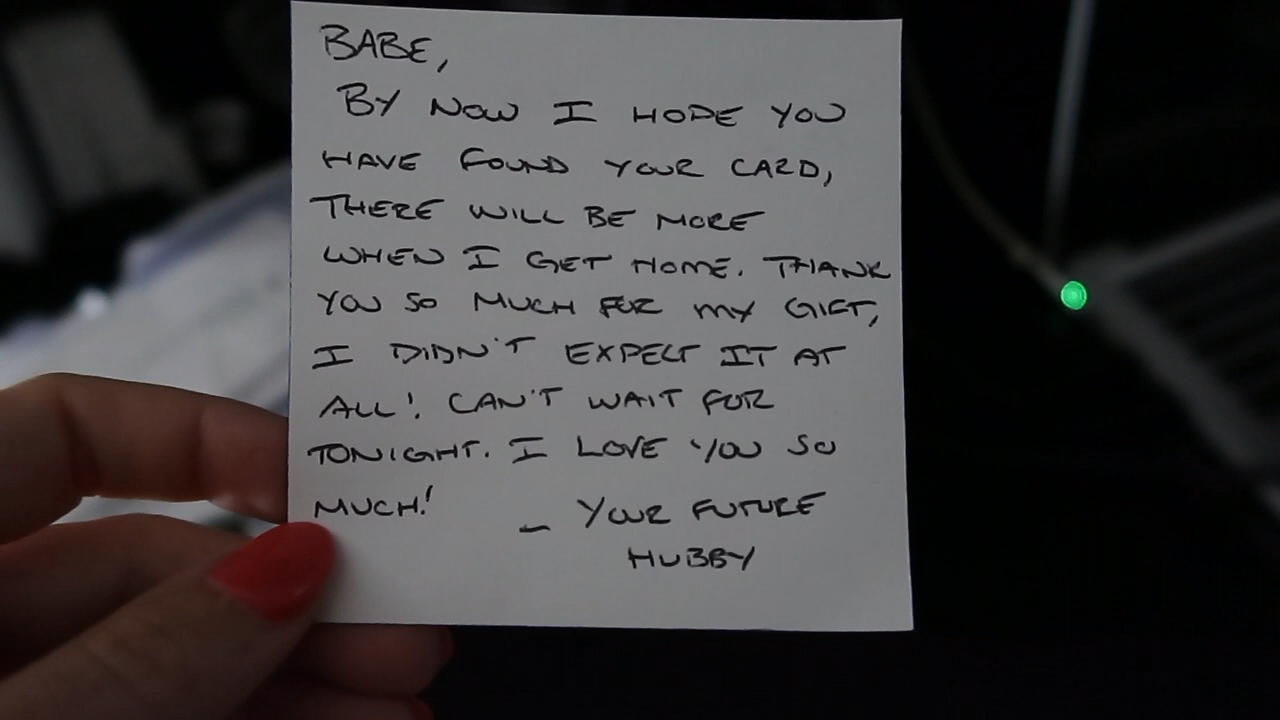 BABE,
BY NOW I HOPE YOU
HAVE FOUND YOUR CARD,
THERE WILL BE MORE
WHEN I GET HOME. THANK
YOU SO MUCH FOR MY GIFT,
I DIDN'T EXPECT IT AT
ALL! CAN'T WAIT FOR
TONIGHT. I LOVE YOU SO
MUCH!
– YOUR FUTURE
HUBBY